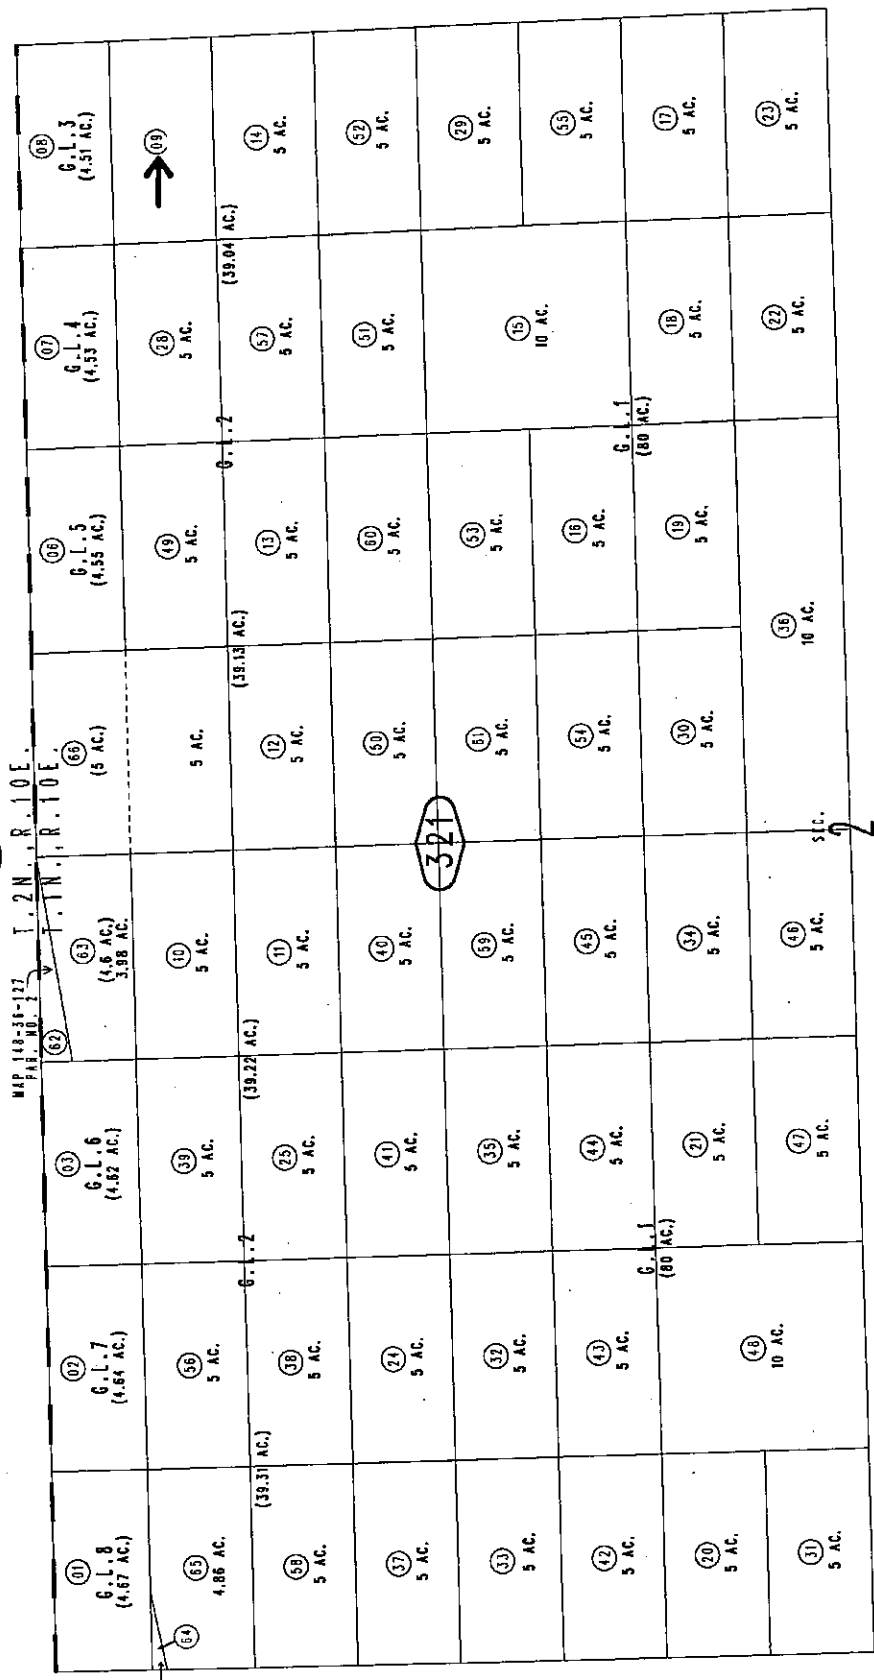 MAP 148-36-127
PAR. NO. 2
T.2N., R.10E.
T.1N., R.10E.
08
G.L.3
(4.51 AC.)
09
14
5 AC.
52
5 AC.
29
5 AC.
55
5 AC.
17
5 AC.
23
5 AC.
(39.04 AC.)
07
G.L.4
(4.53 AC.)
28
5 AC.
57
5 AC.
51
5 AC.
15
10 AC.
18
5 AC.
22
5 AC.
G.L.2
G.L.1
(80 AC.)
06
G.L.5
(4.55 AC.)
49
5 AC.
13
5 AC.
60
5 AC.
53
5 AC.
16
5 AC.
19
5 AC.
36
10 AC.
(39.13 AC.)
66
(5 AC.)
5 AC.
12
5 AC.
50
5 AC.
61
5 AC.
54
5 AC.
30
5 AC.
321
SEC.
2
62
63
(4.6 AC.)
3.98 AC.
10
5 AC.
11
5 AC.
40
5 AC.
59
5 AC.
45
5 AC.
34
5 AC.
46
5 AC.
(39.22 AC.)
03
G.L.6
(4.62 AC.)
39
5 AC.
25
5 AC.
41
5 AC.
35
5 AC.
44
5 AC.
21
5 AC.
47
5 AC.
G.L.2
G.L.1
(80 AC.)
02
G.L.7
(4.64 AC.)
56
5 AC.
38
5 AC.
24
5 AC.
32
5 AC.
43
5 AC.
48
10 AC.
(39.31 AC.)
01
G.L.8
(4.67 AC.)
65
4.86 AC.
58
5 AC.
37
5 AC.
33
5 AC.
42
5 AC.
20
5 AC.
31
5 AC.
64